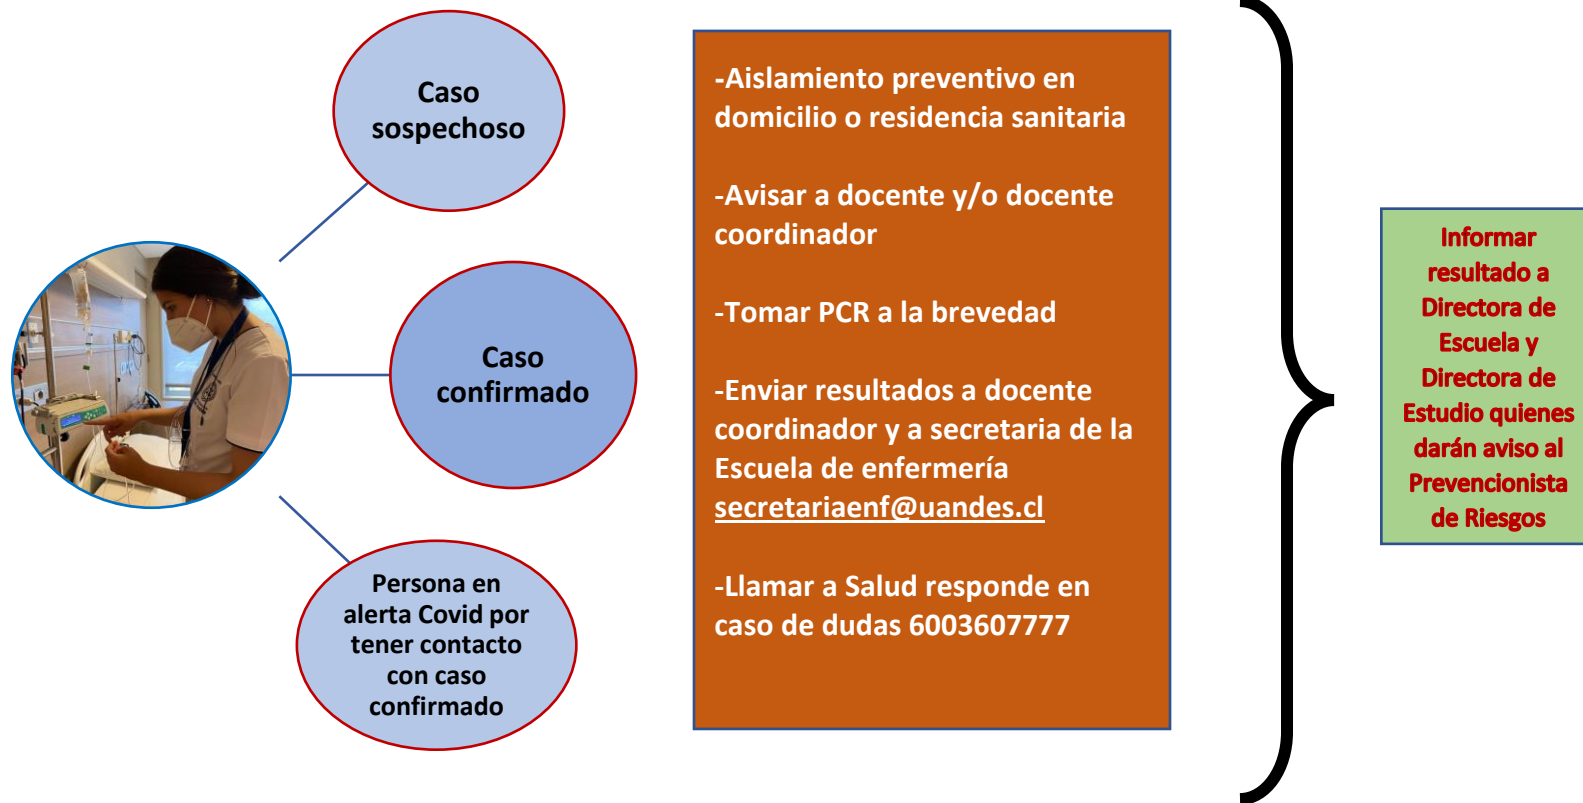 Caso
sospechoso
Caso
confirmado
Persona en
alerta Covid por
tener contacto
con caso
confirmado
-Aislamiento preventivo en
domicilio o residencia sanitaria
-Avisar a docente y/o docente
coordinador
-Tomar PCR a la brevedad
-Enviar resultados a docente
coordinador y a secretaria de la
Escuela de enfermería
secretariaenf@uandes.cl
-Llamar a Salud responde en
caso de dudas 6003607777
Informar
resultado a
Directora de
Escuela y
Directora de
Estudio quienes
darán aviso al
Prevencionista
de Riesgos